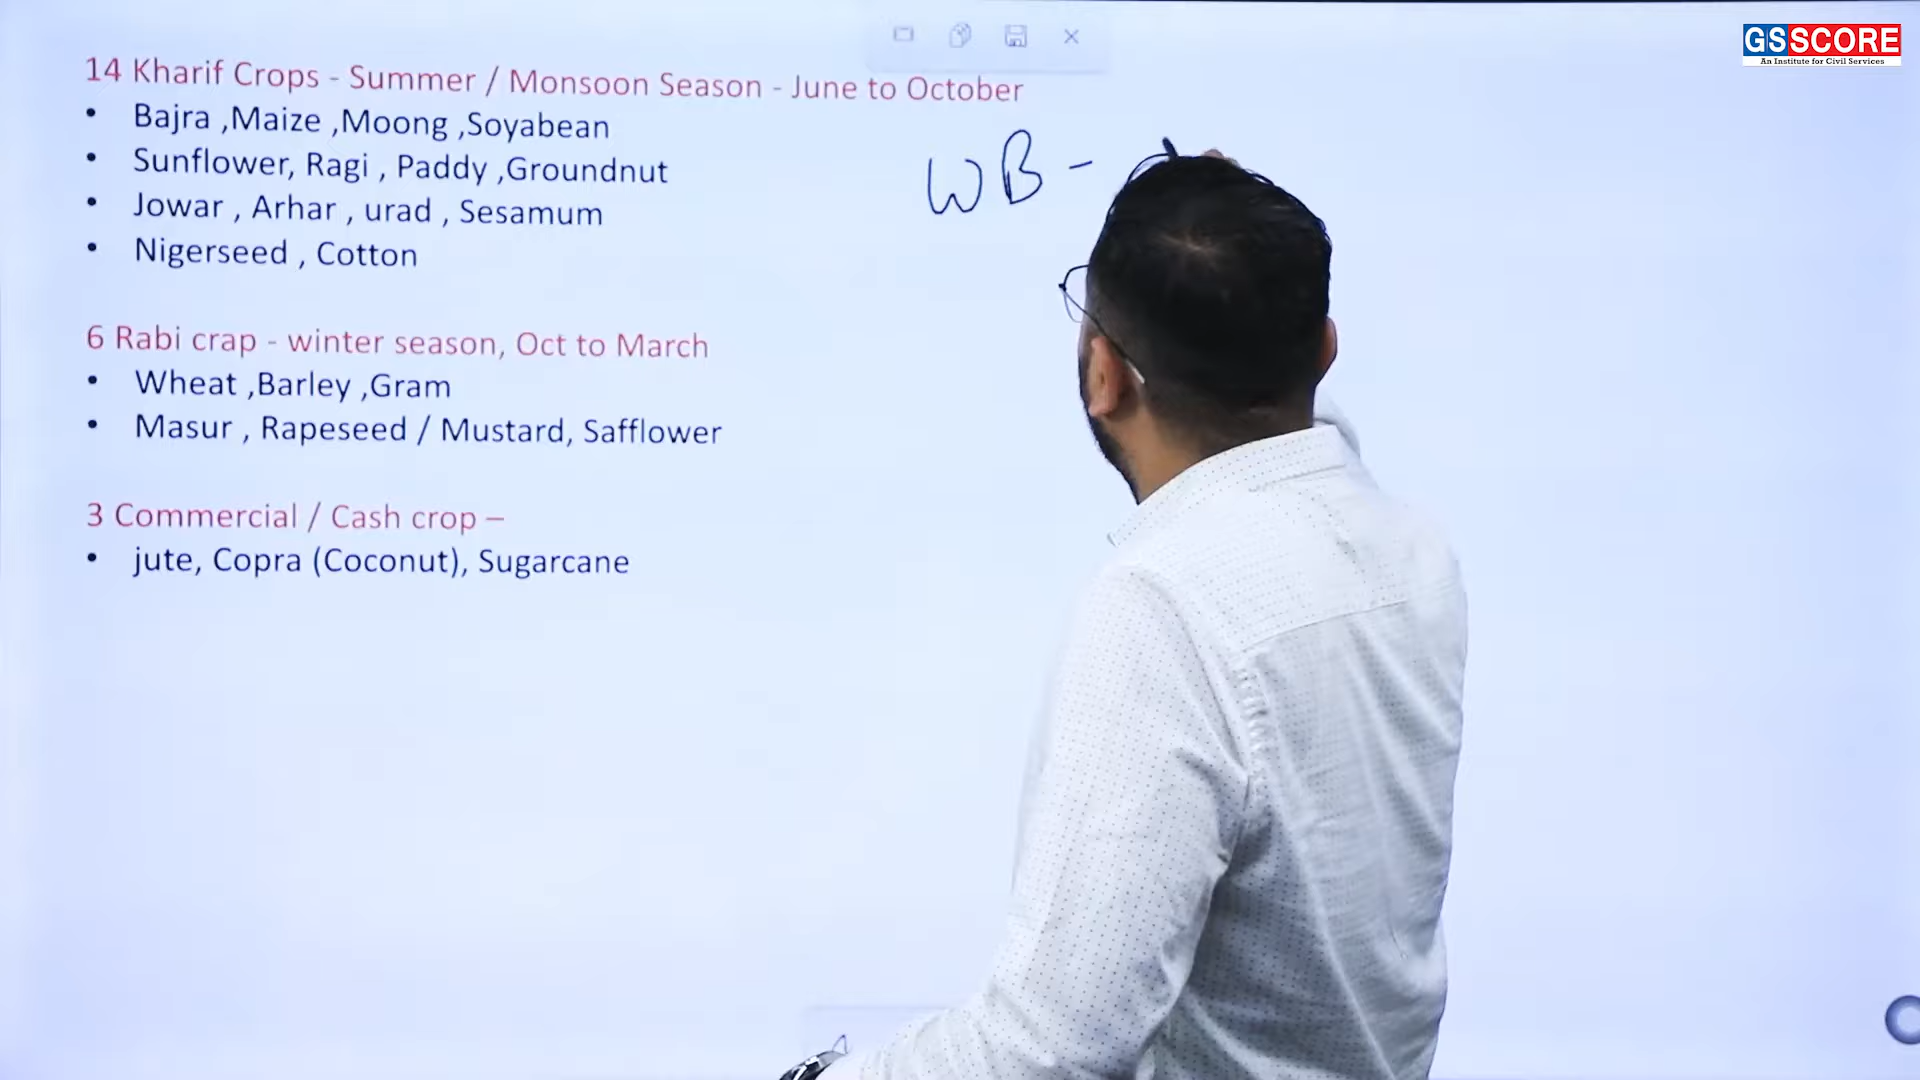 GSSCORE
An Institute for Civil Services
14 Kharif Crops - Summer / Monsoon Season - June to October
• Bajra ,Maize ,Moong ,Soyabean
• Sunflower, Ragi , Paddy ,Groundnut
• Jowar , Arhar , urad , Sesamum
• Nigerseed , Cotton
WB -
6 Rabi crap - winter season, Oct to March
• Wheat ,Barley ,Gram
• Masur , Rapeseed / Mustard, Safflower
3 Commercial / Cash crop –
• jute, Copra (Coconut), Sugarcane